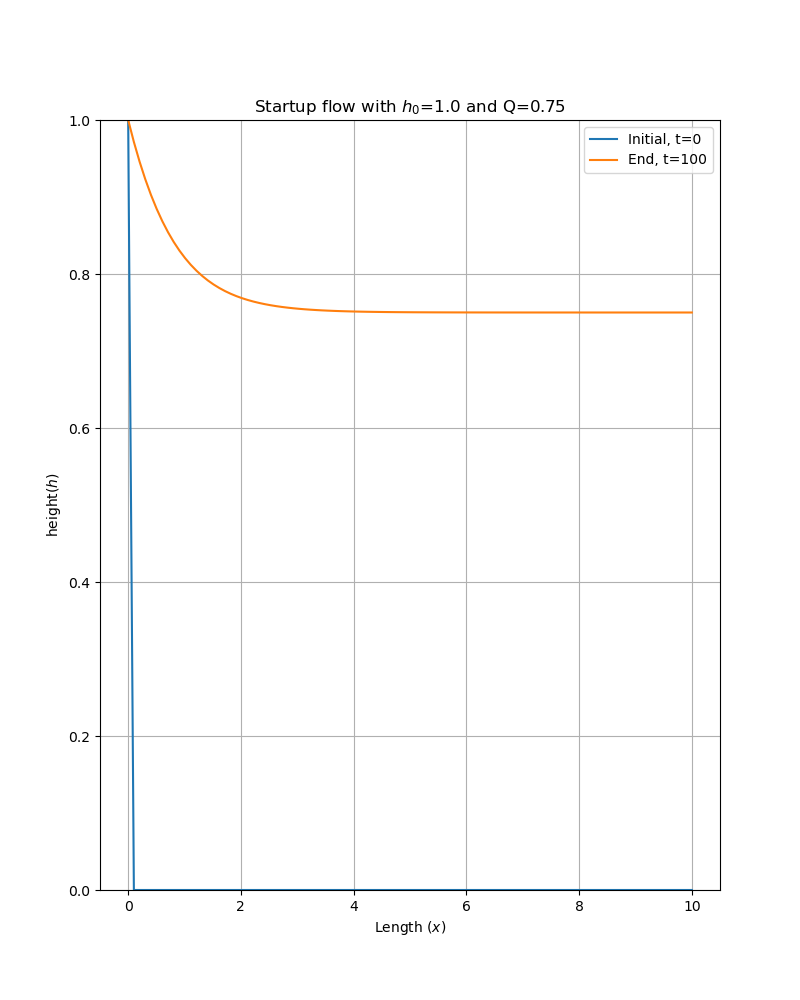 Startup flow with h₀=1.0 and Q=0.75
Initial, t=0
End, t=100
1.0
0.8
0.6
0.4
0.2
0.0
height(h)
0 2 4 6 8 10
Length (x)